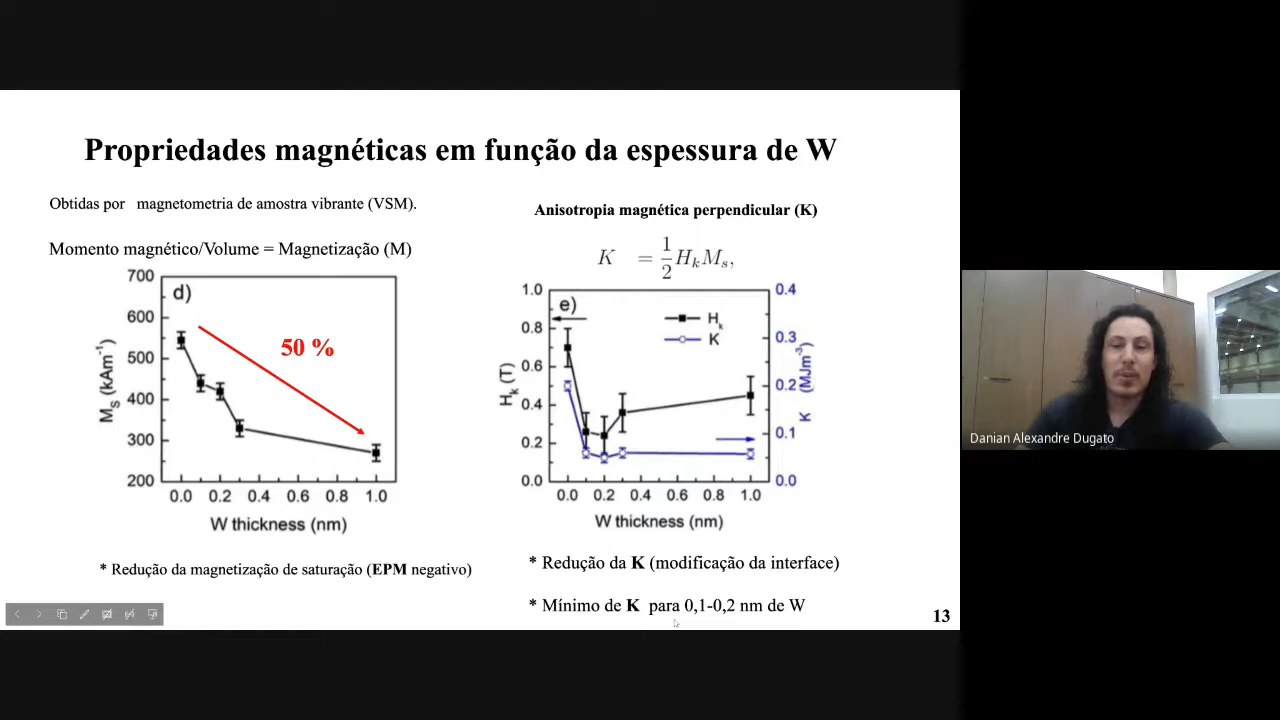 Propriedades magnéticas em função da espessura de W
Obtidas por magnetometria de amostra vibrante (VSM).
Momento magnético/Volume = Magnetização (M)
700
600
500
400
300
200
d)
50 %
M_s (kAm⁻¹)
0.0 0.2 0.4 0.6 0.8 1.0
W thickness (nm)
* Redução da magnetização de saturação (EPM negativo)
Anisotropia magnética perpendicular (K)
K = 1/2 H_k M_s,
1.0
0.8
0.6
0.4
0.2
0.0
H_k (T)
e)
H_k
K
0.4
0.3
0.2
0.1
0.0
K (MJm⁻³)
0.0 0.2 0.4 0.6 0.8 1.0
W thickness (nm)
* Redução da K (modificação da interface)
* Mínimo de K para 0,1-0,2 nm de W
13
Danian Alexandre Dugato